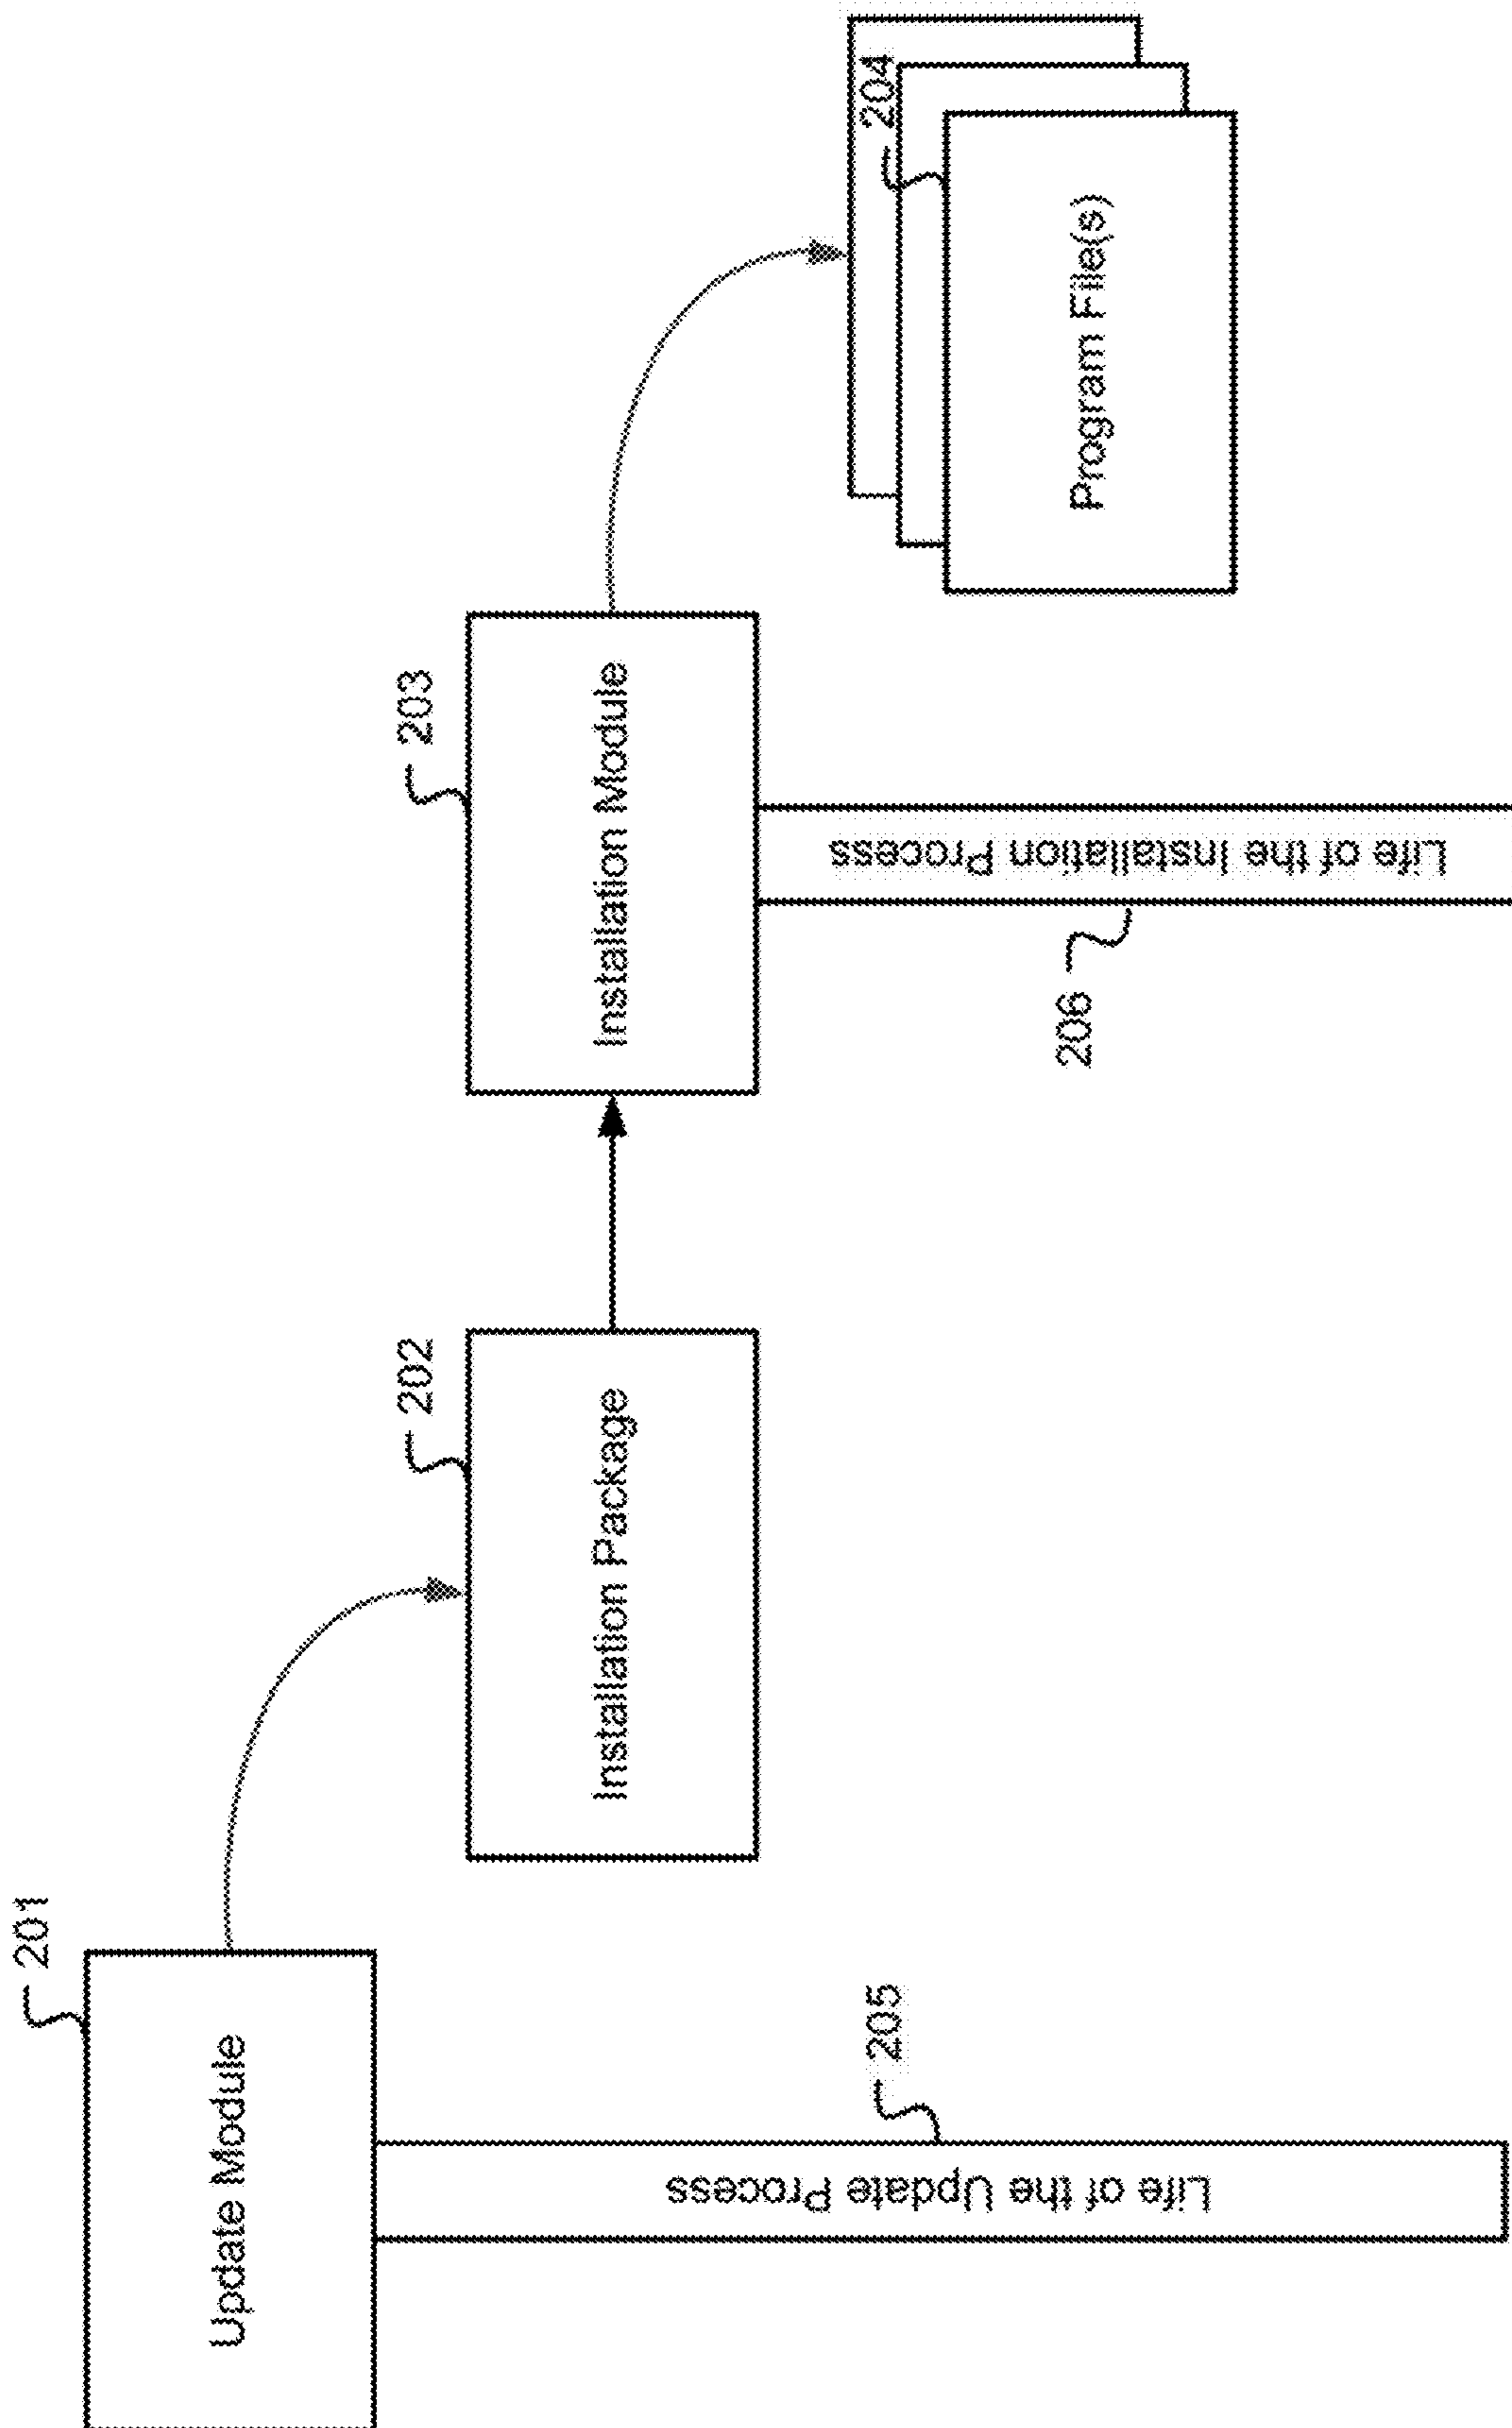 201
Update Module
202
Installation Package
203
Installation Module
204
Program File(s)
205
Life of the Update Process
206
Life of the Installation Process